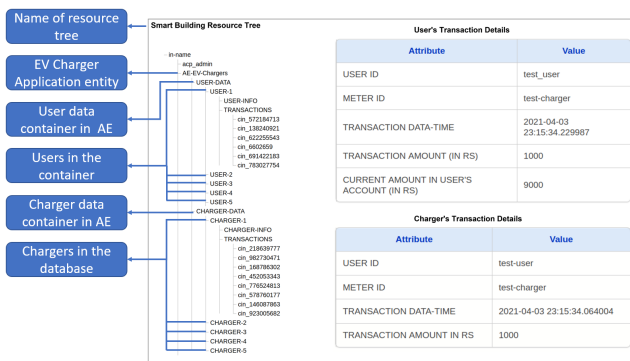 Name of resource
tree
EV Charger
Application entity
User data
container in AE
Users in the
container
Charger data
container in AE
Chargers in the
database
Smart Building Resource Tree
in-name
acp_admin
AE-EV-Chargers
USER-DATA
USER-1
USER-INFO
TRANSACTIONS
cin_572184713
cin_138240921
cin_622255543
cin_6602659
cin_691422183
cin_783027754
USER-2
USER-3
USER-4
USER-5
CHARGER-DATA
CHARGER-1
CHARGER-INFO
TRANSACTIONS
cin_218639777
cin_982730471
cin_168786302
cin_452053343
cin_776524813
cin_578760177
cin_146087863
cin_923005682
CHARGER-2
CHARGER-3
CHARGER-4
CHARGER-5
User's Transaction Details
Attribute Value
USER ID test_user
METER ID test-charger
TRANSACTION DATA-TIME 2021-04-03
23:15:34.229987
TRANSACTION AMOUNT (IN RS) 1000
CURRENT AMOUNT IN USER'S
ACCOUNT (IN RS) 9000
Charger's Transaction Details
Attribute Value
USER ID test-user
METER ID test-charger
TRANSACTION DATA-TIME 2021-04-03 23:15:34.064004
TRANSACTION AMOUNT IN RS 1000